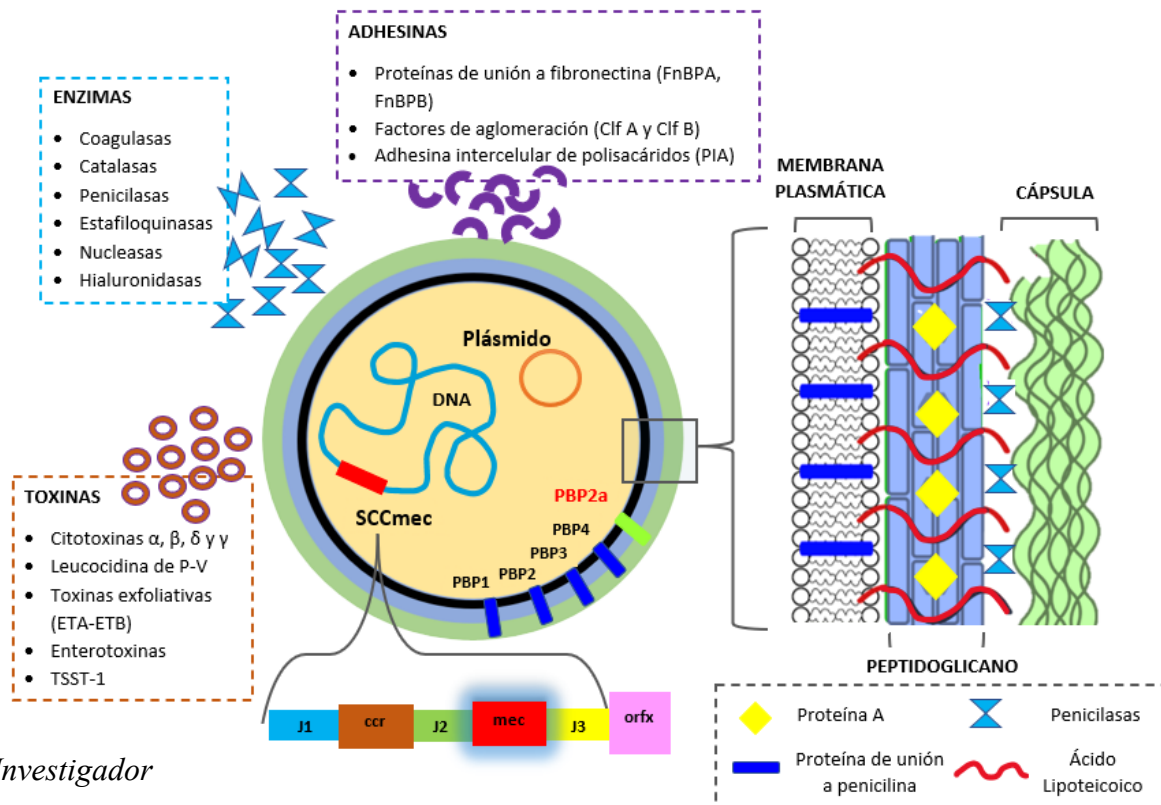 ADHESINAS
• Proteínas de unión a fibronectina (FnBPA,
FnBPB)
• Factores de aglomeración (Clf A y Clf B)
• Adhesina intercelular de polisacáridos (PIA)
ENZIMAS
• Coagulasas
• Catalasas
• Penicilasas
• Estafiloquinasas
• Nucleasas
• Hialuronidasas
MEMBRANA
PLASMÁTICA
CÁPSULA
Plásmido
DNA
SCCmec
PBP2a
PBP4
PBP3
PBP2
PBP1
TOXINAS
• Citotoxinas α, β, δ y γ
• Leucocidina de P-V
• Toxinas exfoliativas
(ETA-ETB)
• Enterotoxinas
• TSST-1
PEPTIDOGLICANO
J1
ccr
J2
mec
J3
orfx
Proteína A
Penicilasas
Proteína de unión
a penicilina
Ácido
Lipoteicoico
Investigador